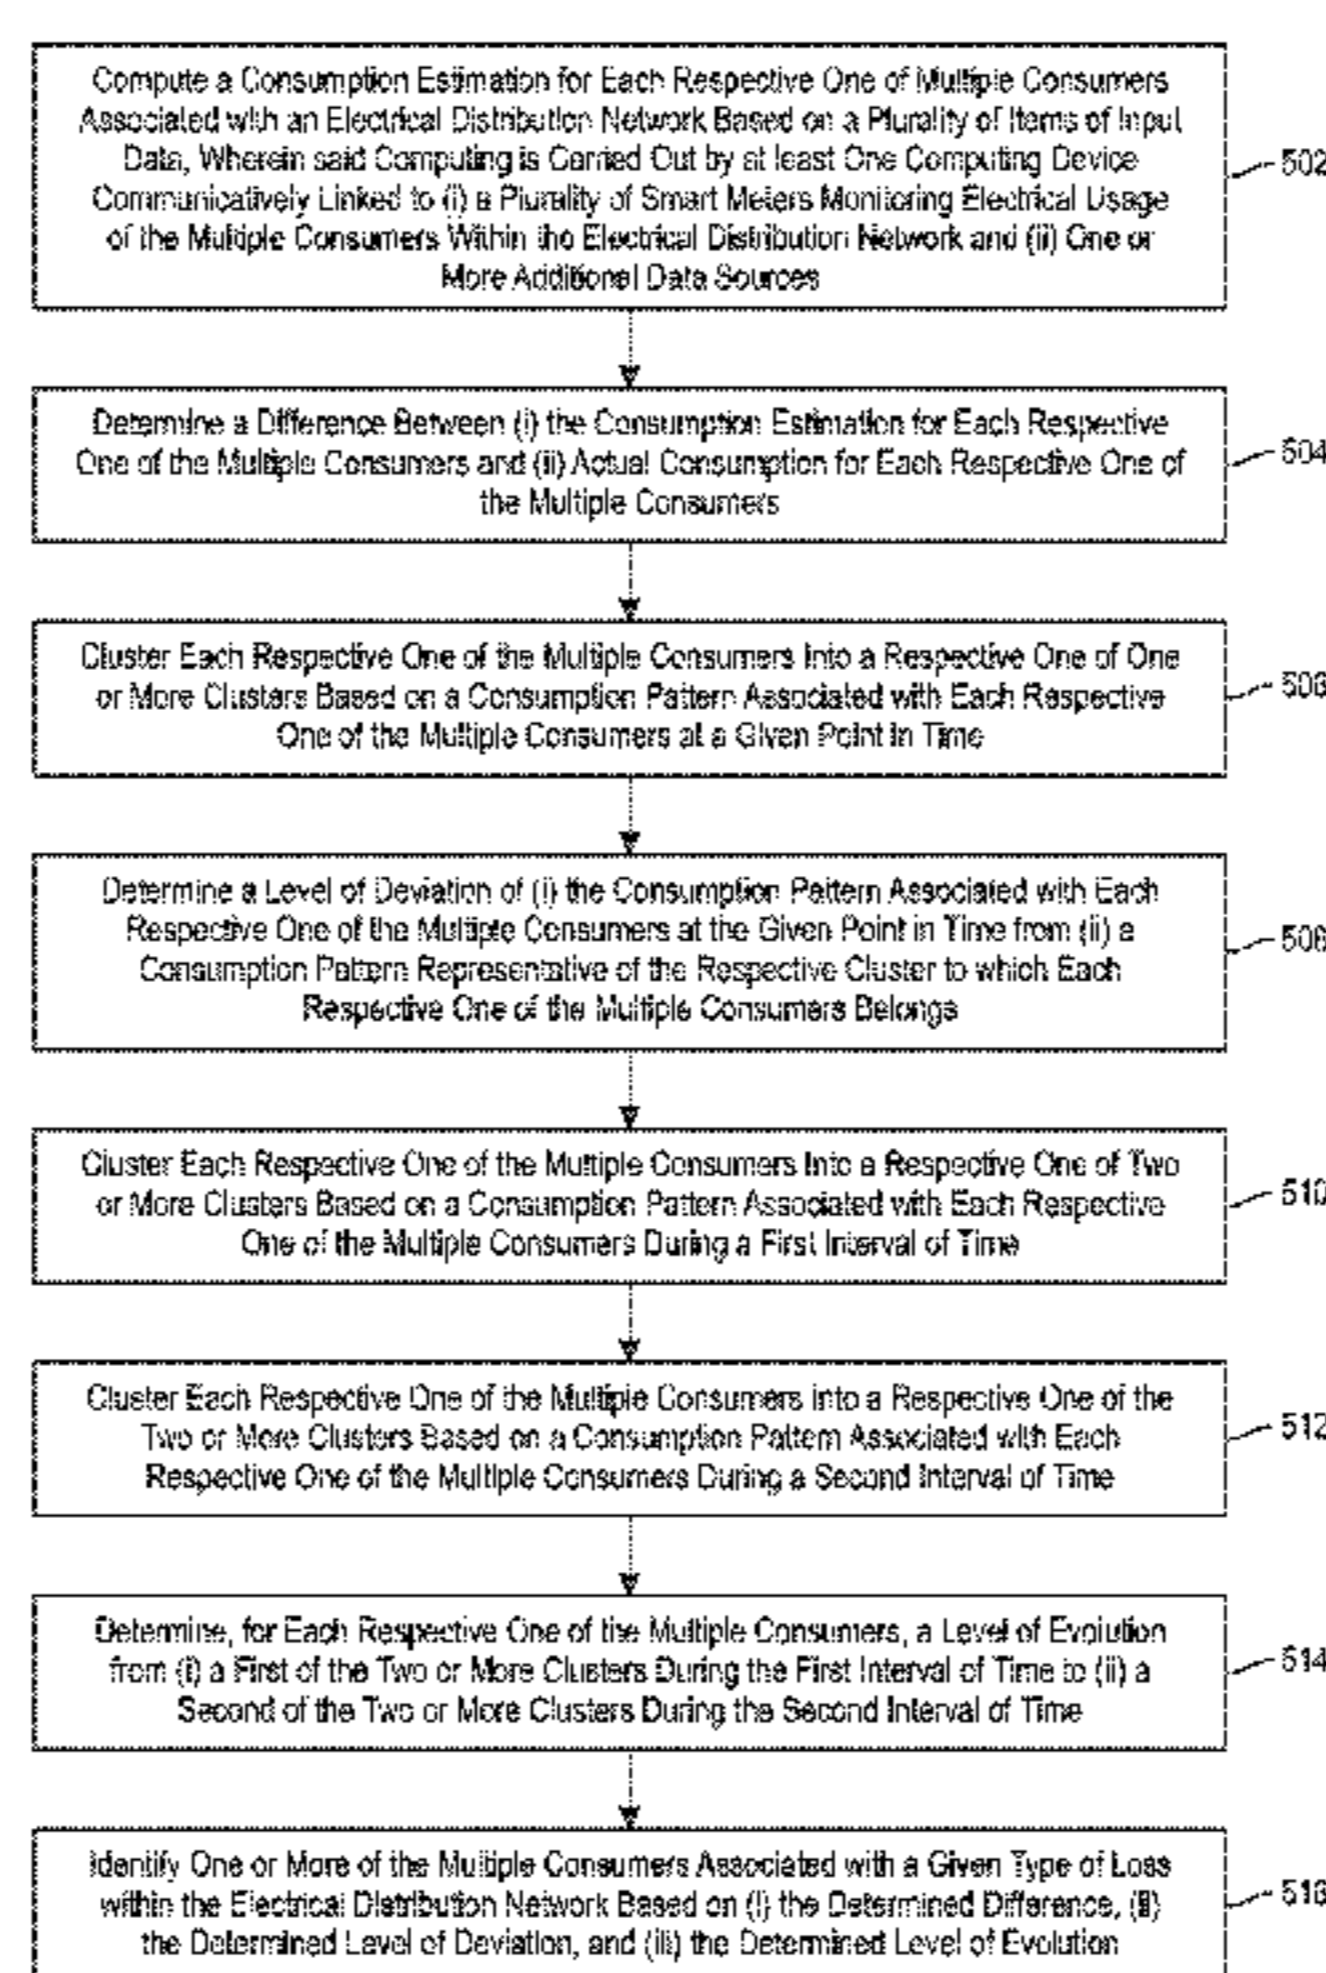 Compute a Consumption Estimation for Each Respective One of Multiple Consumers
Associated with an Electrical Distribution Network Based on a Plurality of Items of Input
Data, Wherein said Computing is Carried Out by at least One Computing Device
Communicatively Linked to (i) a Plurality of Smart Meters Monitoring Electrical Usage
of the Multiple Consumers Within the Electrical Distribution Network and (ii) One or
More Additional Data Sources
502
Determine a Difference Between (i) the Consumption Estimation for Each Respective
One of the Multiple Consumers and (ii) Actual Consumption for Each Respective One of
the Multiple Consumers
504
Cluster Each Respective One of the Multiple Consumers Into a Respective One of One
or More Clusters Based on a Consumption Pattern Associated with Each Respective
One of the Multiple Consumers at a Given Point in Time
506
Determine a Level of Deviation of (i) the Consumption Pattern Associated with Each
Respective One of the Multiple Consumers at the Given Point in Time from (ii) a
Consumption Pattern Representative of the Respective Cluster to which Each
Respective One of the Multiple Consumers Belongs
508
Cluster Each Respective One of the Multiple Consumers Into a Respective One of Two
or More Clusters Based on a Consumption Pattern Associated with Each Respective
One of the Multiple Consumers During a First Interval of Time
510
Cluster Each Respective One of the Multiple Consumers into a Respective One of the
Two or More Clusters Based on a Consumption Pattern Associated with Each
Respective One of the Multiple Consumers During a Second Interval of Time
512
Determine, for Each Respective One of the Multiple Consumers, a Level of Evolution
from (i) a First of the Two or More Clusters During the First Interval of Time to (ii) a
Second of the Two or More Clusters During the Second Interval of Time
514
Identify One or More of the Multiple Consumers Associated with a Given Type of Loss
within the Electrical Distribution Network Based on (i) the Determined Difference, (ii)
the Determined Level of Deviation, and (iii) the Determined Level of Evolution
516